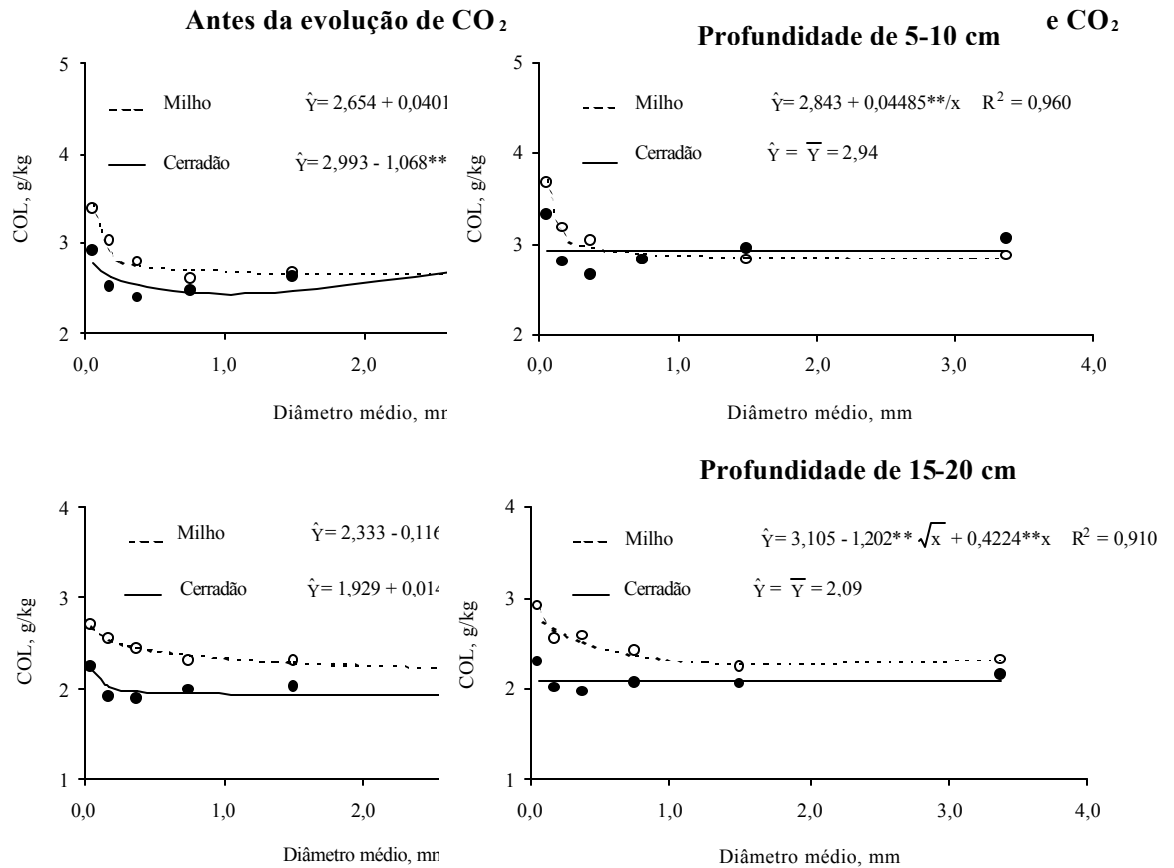 Antes da evolução de CO₂
e CO₂
Profundidade de 5-10 cm
5
4
3
2
COL, g/kg
Milho Ŷ= 2,654 + 0,0401
Cerradão Ŷ= 2,993 - 1,068**
0,0 1,0 2,0
Diâmetro médio, mm
5
4
3
2
COL, g/kg
Milho Ŷ= 2,843 + 0,04485**/x R² = 0,960
Cerradão Ŷ = Y̅ = 2,94
0,0 1,0 2,0 3,0 4,0
Diâmetro médio, mm
4
3
2
1
COL, g/kg
Milho Ŷ= 2,333 - 0,116
Cerradão Ŷ= 1,929 + 0,014
0,0 1,0 2,0
Diâmetro médio, mm
Profundidade de 15-20 cm
4
3
2
1
COL, g/kg
Milho Ŷ= 3,105 - 1,202** √x + 0,4224**x R² = 0,910
Cerradão Ŷ = Y̅ = 2,09
0,0 1,0 2,0 3,0 4,0
Diâmetro médio, mm